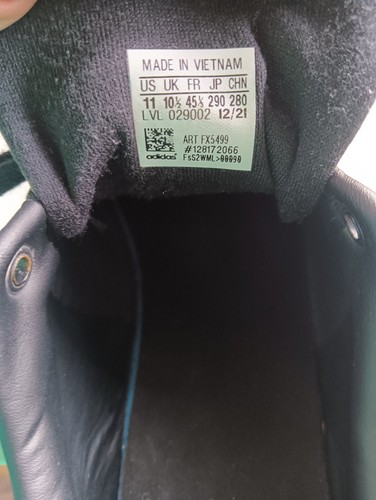 MADE IN VIETNAM
US UK FR JP CHN
11 10½ 45⅓ 290 280
LVL 029002 12/21
ART FX5499
#128172066
adidas FsS2WML>00090